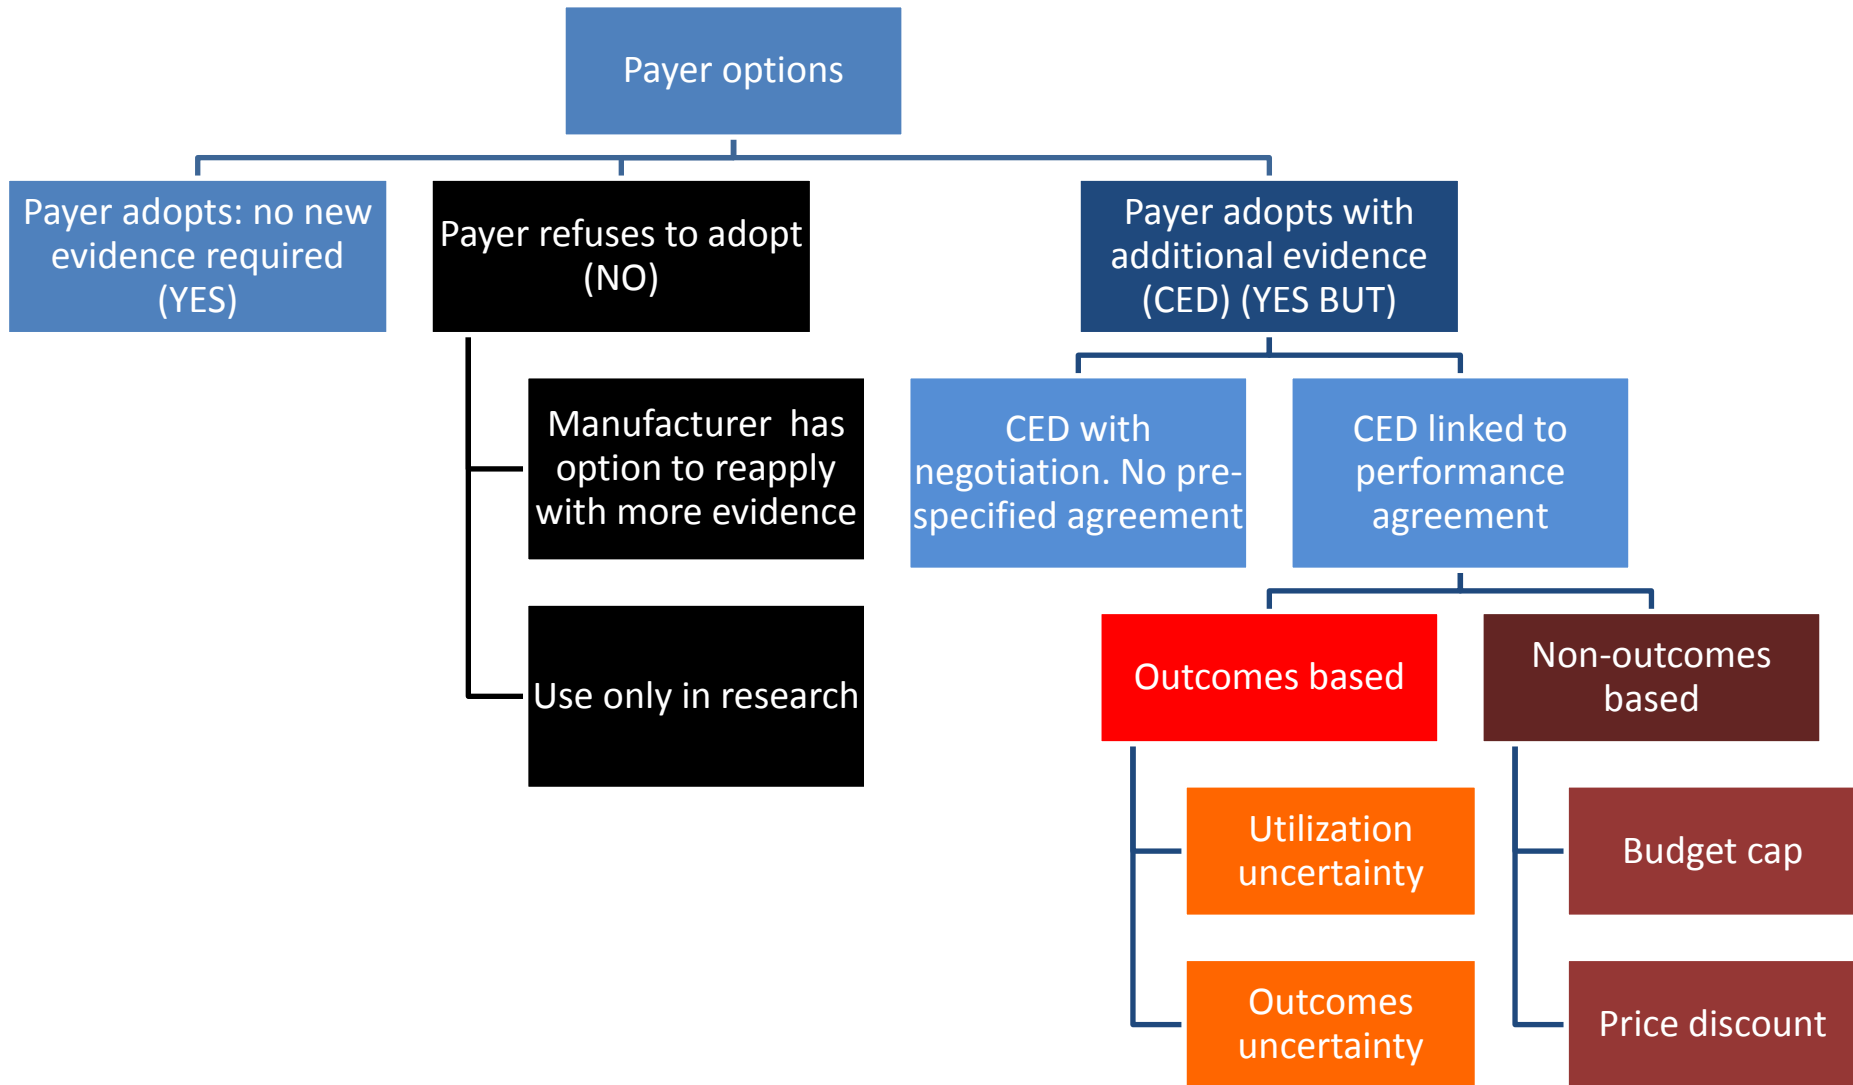 Payer options
Payer adopts: no new
evidence required
(YES)
Payer refuses to adopt
(NO)
Payer adopts with
additional evidence
(CED) (YES BUT)
Manufacturer  has
option to reapply
with more evidence
CED with
negotiation. No pre-
specified agreement
CED linked to
performance
agreement
Use only in research
Outcomes based
Non-outcomes
based
Utilization
uncertainty
Budget cap
Outcomes
uncertainty
Price discount